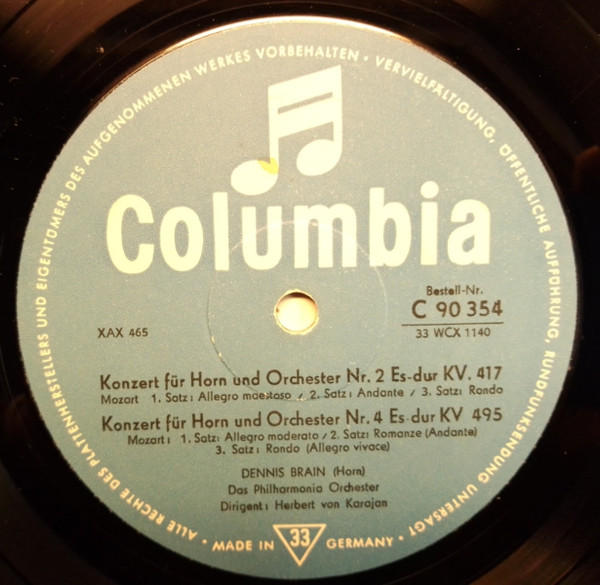 ALLE RECHTE DES PLATTENHERSTELLERS UND EIGENTÜMERS DES AUFGENOMMENEN WERKES VORBEHALTEN · VERVIELFÄLTIGUNG, ÖFFENTLICHE AUFFÜHRUNG, RUNDFUNKSENDUNG UNTERSAGT ·
Columbia
Bestell-Nr.
C 90 354
XAX 465
33 WCX 1140
Konzert für Horn und Orchester Nr. 2 Es-dur KV. 417
Mozart 1. Satz: Allegro maestoso / 2. Satz: Andante / 3. Satz: Rondo
Konzert für Horn und Orchester Nr. 4 Es-dur KV 495
Mozart: 1. Satz: Allegro moderato / 2. Satz: Romanze (Andante)
3. Satz: Rondo (Allegro vivace)
DENNIS BRAIN (Horn)
Das Philharmonia Orchester
Dirigent: Herbert von Karajan
MADE IN 33 GERMANY